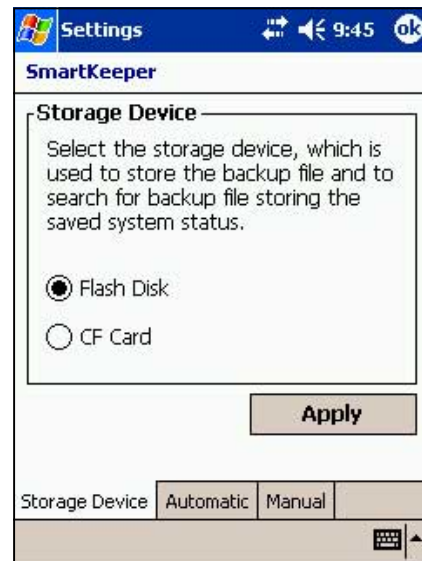 Settings 9:45 ok
SmartKeeper
Storage Device
Select the storage device, which is
used to store the backup file and to
search for backup file storing the
saved system status.
Flash Disk
CF Card
Apply
Storage Device Automatic Manual